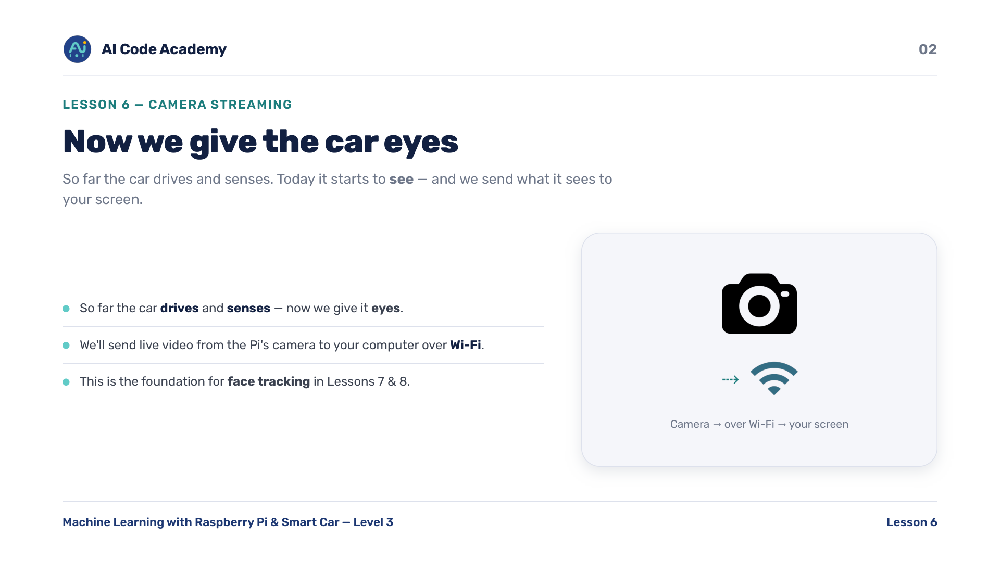 AI Code Academy
02
LESSON 6 — CAMERA STREAMING
Now we give the car eyes
So far the car drives and senses. Today it starts to see — and we send what it sees to
your screen.
So far the car drives and senses — now we give it eyes.
We'll send live video from the Pi's camera to your computer over Wi-Fi.
This is the foundation for face tracking in Lessons 7 & 8.
Camera → over Wi-Fi → your screen
Machine Learning with Raspberry Pi & Smart Car — Level 3
Lesson 6